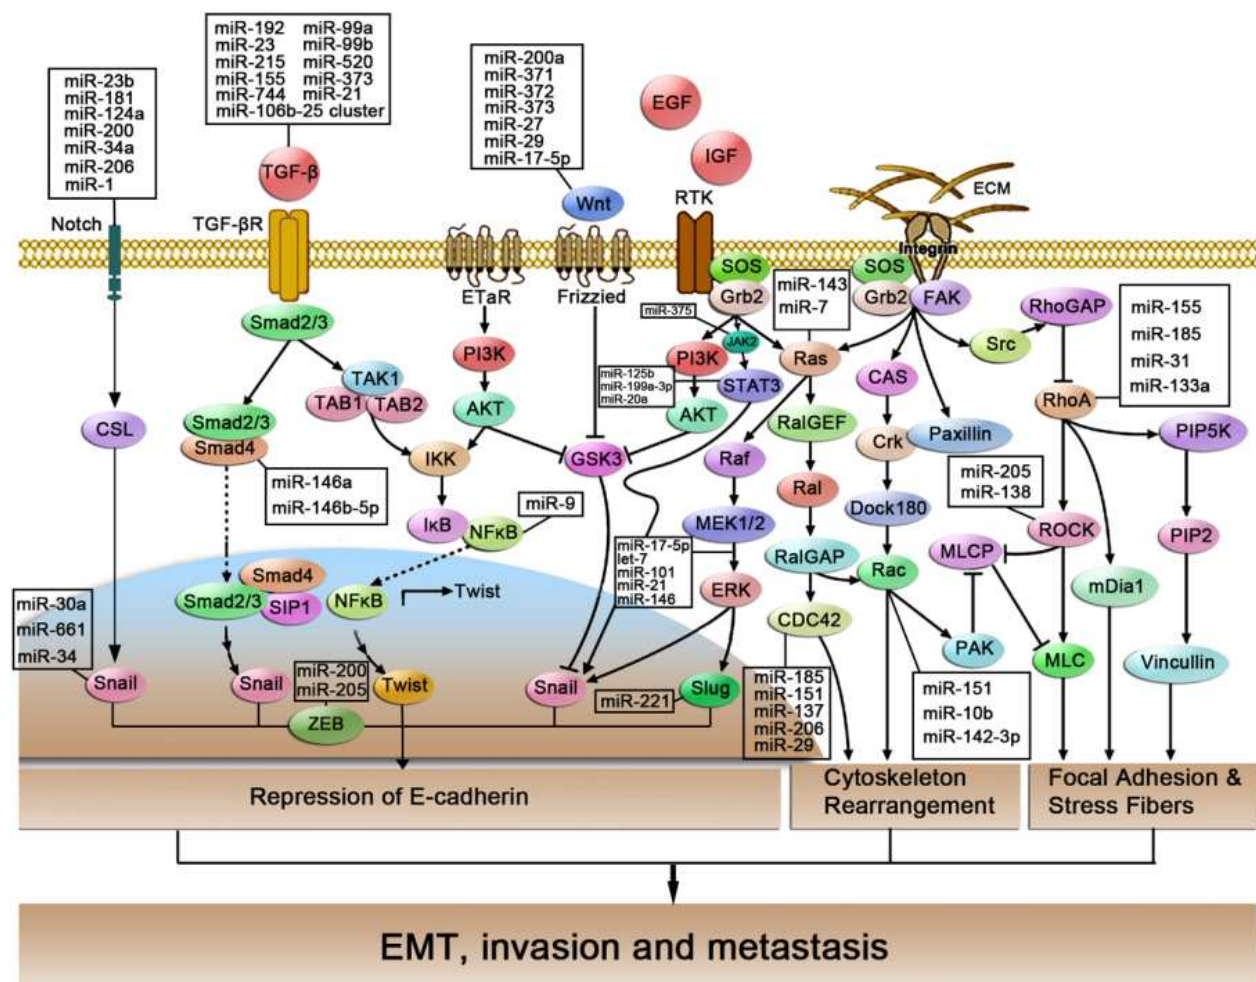 miR-23b
miR-181
miR-124a
miR-200
miR-34a
miR-206
miR-1
Notch
miR-192 miR-99a
miR-23 miR-99b
miR-215 miR-520
miR-155 miR-373
miR-744 miR-21
miR-106b-25 cluster
TGF-β
TGF-βR
miR-200a
miR-371
miR-372
miR-373
miR-27
miR-29
miR-17-5p
Wnt
EGF
IGF
RTK
ECM
Integrin
ETaR
Frizzied
SOS
Grb2
miR-143
miR-7
SOS
Grb2
FAK
Smad2/3
TAK1
TAB1
TAB2
PI3K
AKT
miR-375
JAK2
PI3K
STAT3
miR-125b
miR-199a-3p
miR-20a
AKT
Ras
Src
RhoGAP
miR-155
miR-185
miR-31
miR-133a
RhoA
CAS
CSL
Smad2/3
Smad4
miR-146a
miR-146b-5p
IKK
GSK3
Raf
RalGEF
Crk
Paxillin
PIP5K
IκB
NFκB
miR-9
MEK1/2
Ral
Dock180
miR-205
miR-138
ROCK
PIP2
miR-17-5p
let-7
miR-101
miR-21
miR-146
ERK
RalGAP
Rac
MLCP
mDia1
Smad4
Smad2/3
SIP1
NFκB
Twist
CDC42
PAK
MLC
Vincullin
miR-30a
miR-661
miR-34
Snail
Snail
miR-200
miR-205
ZEB
Twist
Snail
miR-221
Slug
miR-185
miR-151
miR-137
miR-206
miR-29
miR-151
miR-10b
miR-142-3p
Repression of E-cadherin
Cytoskeleton
Rearrangement
Focal Adhesion &
Stress Fibers
EMT, invasion and metastasis